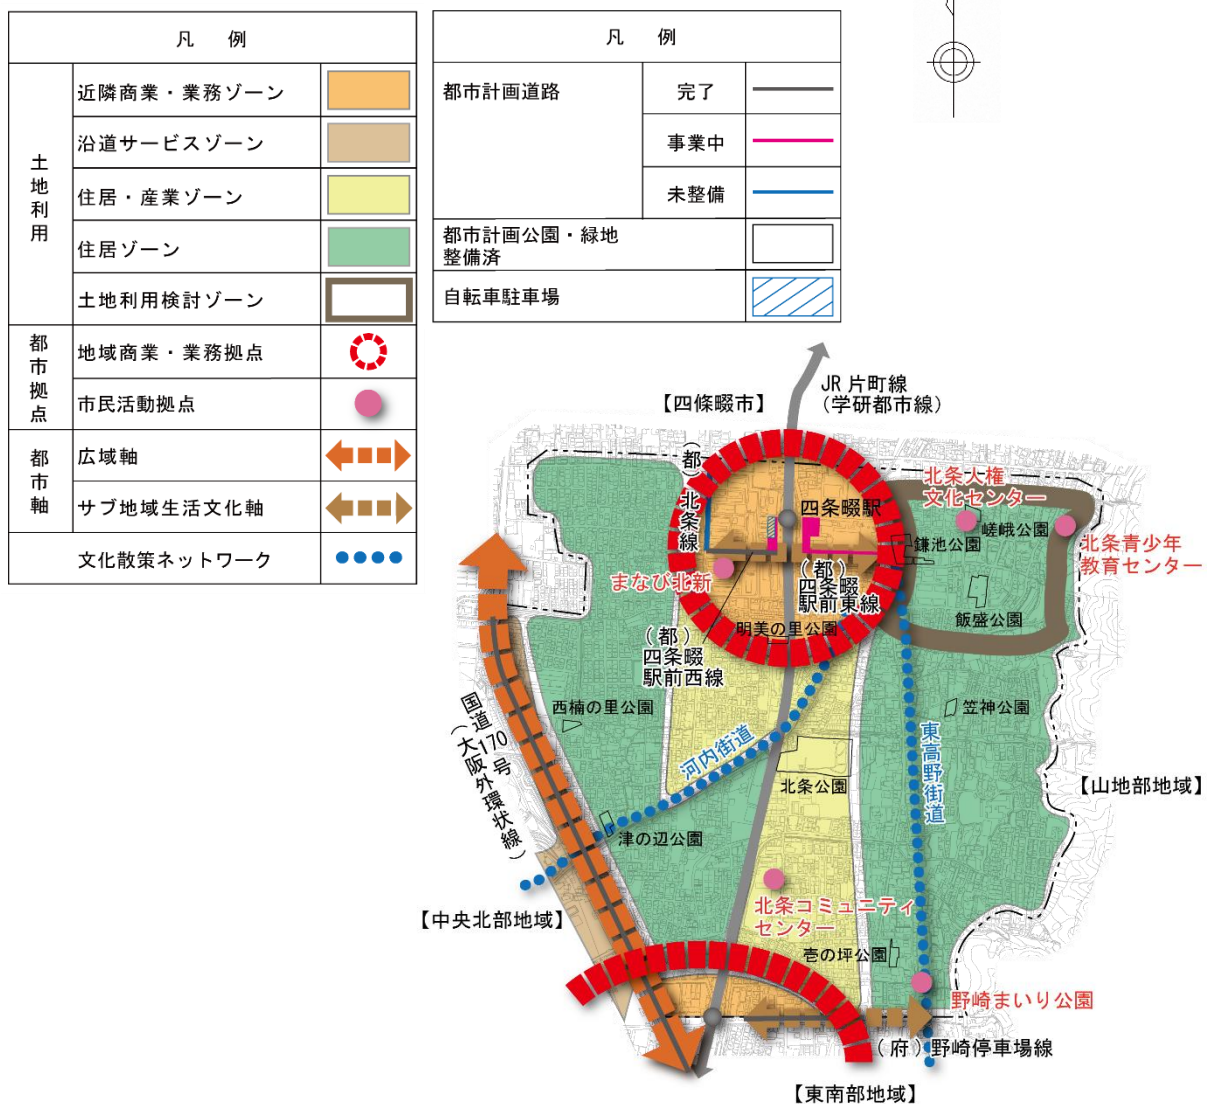 凡　例
土地利用
近隣商業・業務ゾーン
沿道サービスゾーン
住居・産業ゾーン
住居ゾーン
土地利用検討ゾーン
都市拠点
地域商業・業務拠点
市民活動拠点
都市軸
広域軸
サブ地域生活文化軸
文化散策ネットワーク
凡　例
都市計画道路
完了
事業中
未整備
都市計画公園・緑地
整備済
自転車駐車場
JR 片町線
（学研都市線）
【四條畷市】
（都）北条線
四条畷駅
北条人権
文化センター
嵯峨公園
鎌池公園
北条青少年
教育センター
まなび北新
（都）
四条畷
駅前東線
飯盛公園
明美の里公園
（都）
四条畷
駅前西線
西楠の里公園
笠神公園
国道170号
（大阪外環状線）
河内街道
東高野街道
北条公園
【山地部地域】
津の辺公園
北条コミュニティ
センター
【中央北部地域】
壱の坪公園
野崎まいり公園
（府）野崎停車場線
【東南部地域】